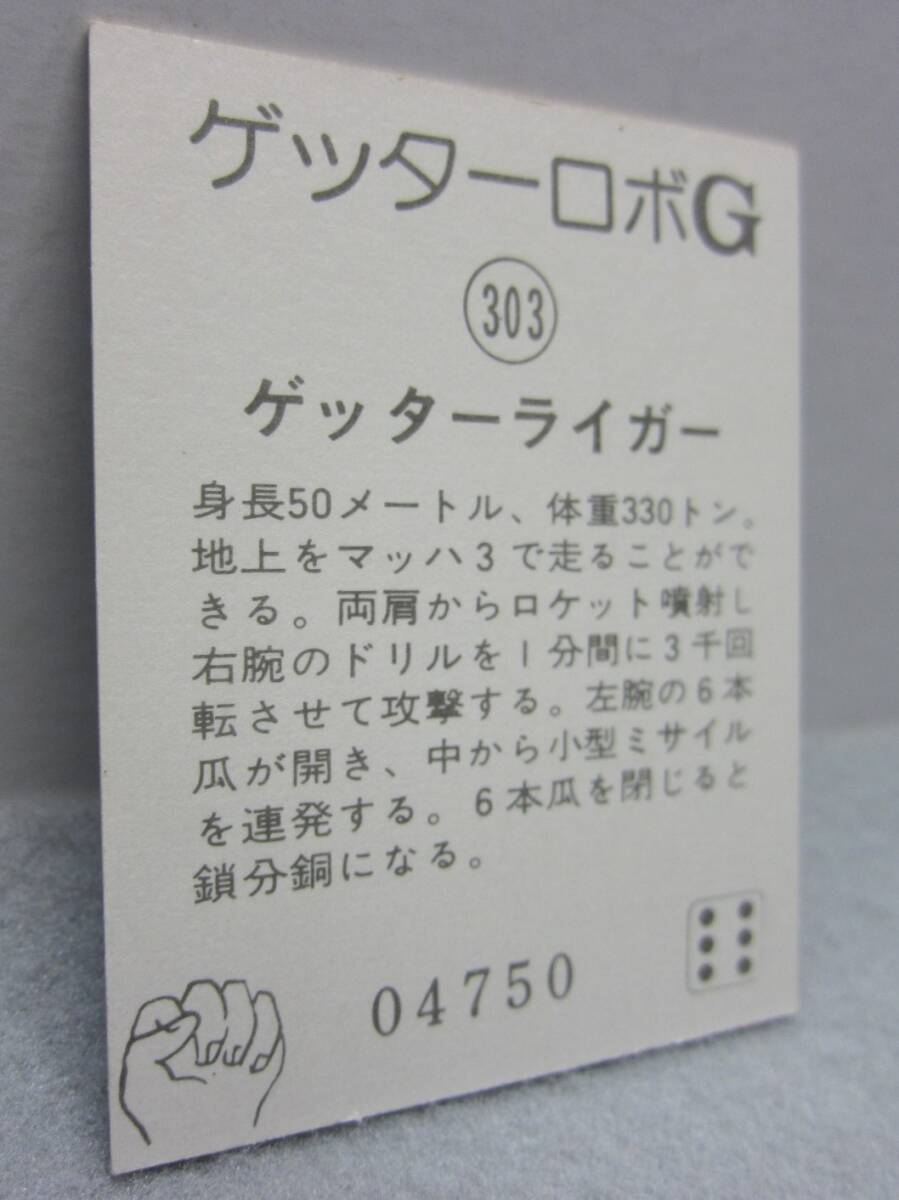 ゲッターロボG
303
ゲッターライガー
身長50メートル、体重330トン。
地上をマッハ3で走ることがで
きる。両肩からロケット噴射し
右腕のドリルを1分間に3千回
転させて攻撃する。左腕の6本
瓜が開き、中から小型ミサイル
を連発する。6本瓜を閉じると
鎖分銅になる。
04750